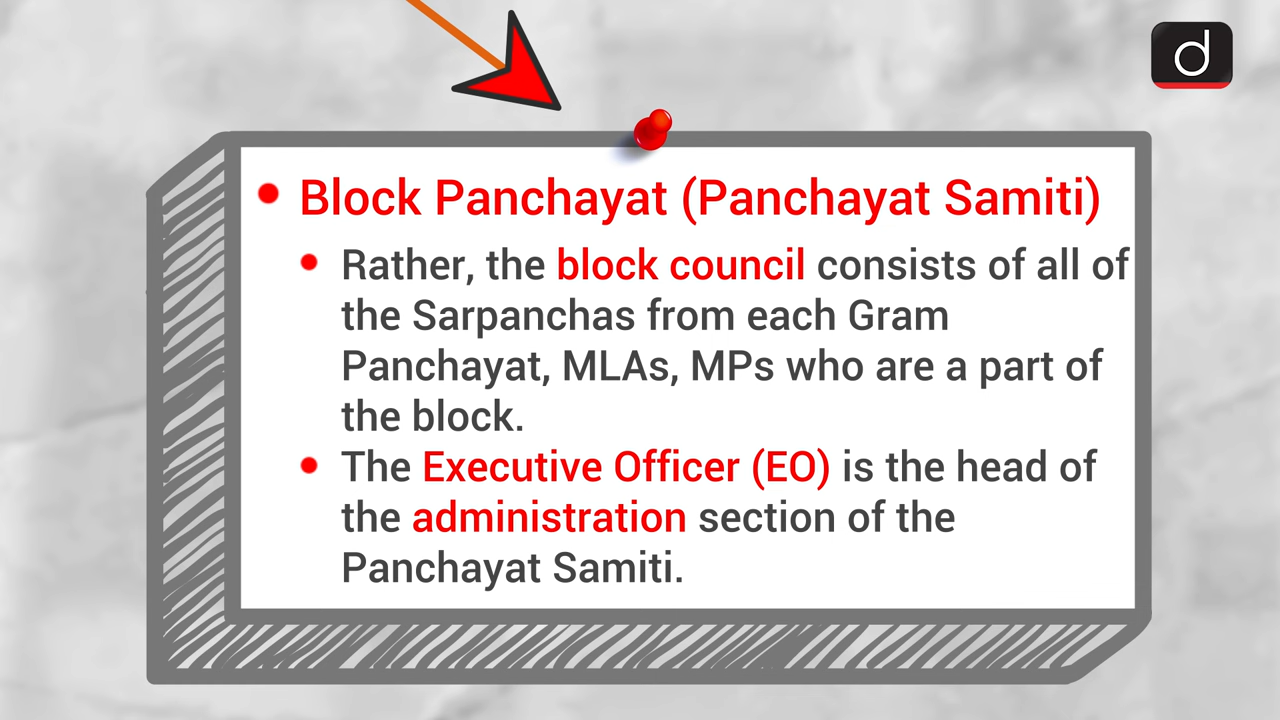 d
Block Panchayat (Panchayat Samiti)
Rather, the block council consists of all of
the Sarpanchas from each Gram
Panchayat, MLAs, MPs who are a part of
the block.
The Executive Officer (EO) is the head of
the administration section of the
Panchayat Samiti.